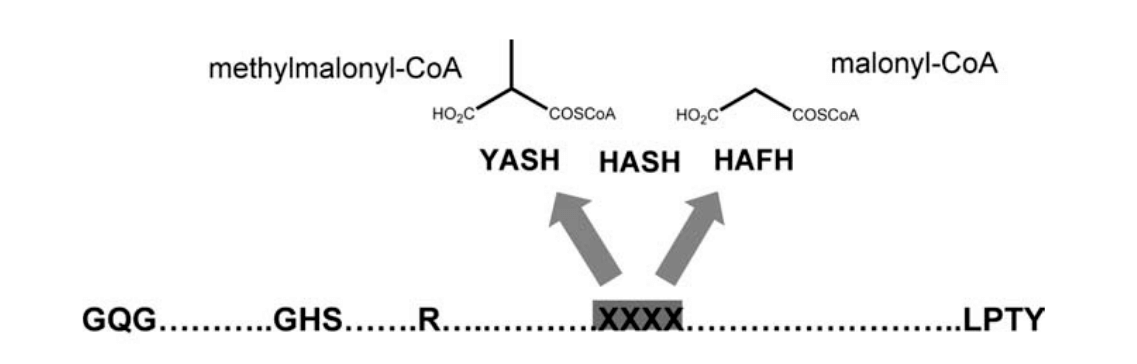 methylmalonyl-CoA
malonyl-CoA
HO₂C COSCoA HO₂C COSCoA
YASH HASH HAFH
GQG...........GHS.......R................XXXX............................LPTY